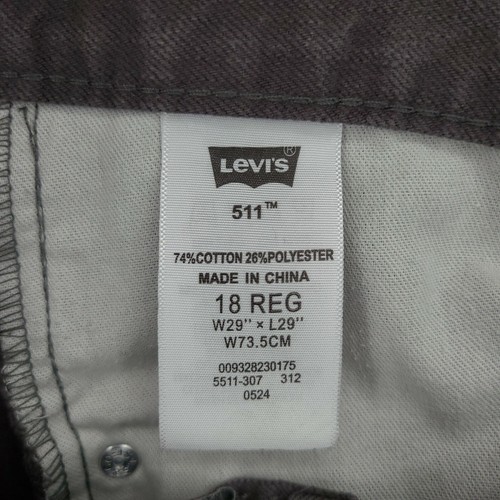 Levi's®
511™
74%COTTON 26%POLYESTER
MADE IN CHINA
18 REG
W29" × L29"
W73.5CM
009328230175
5511-307 312
0524